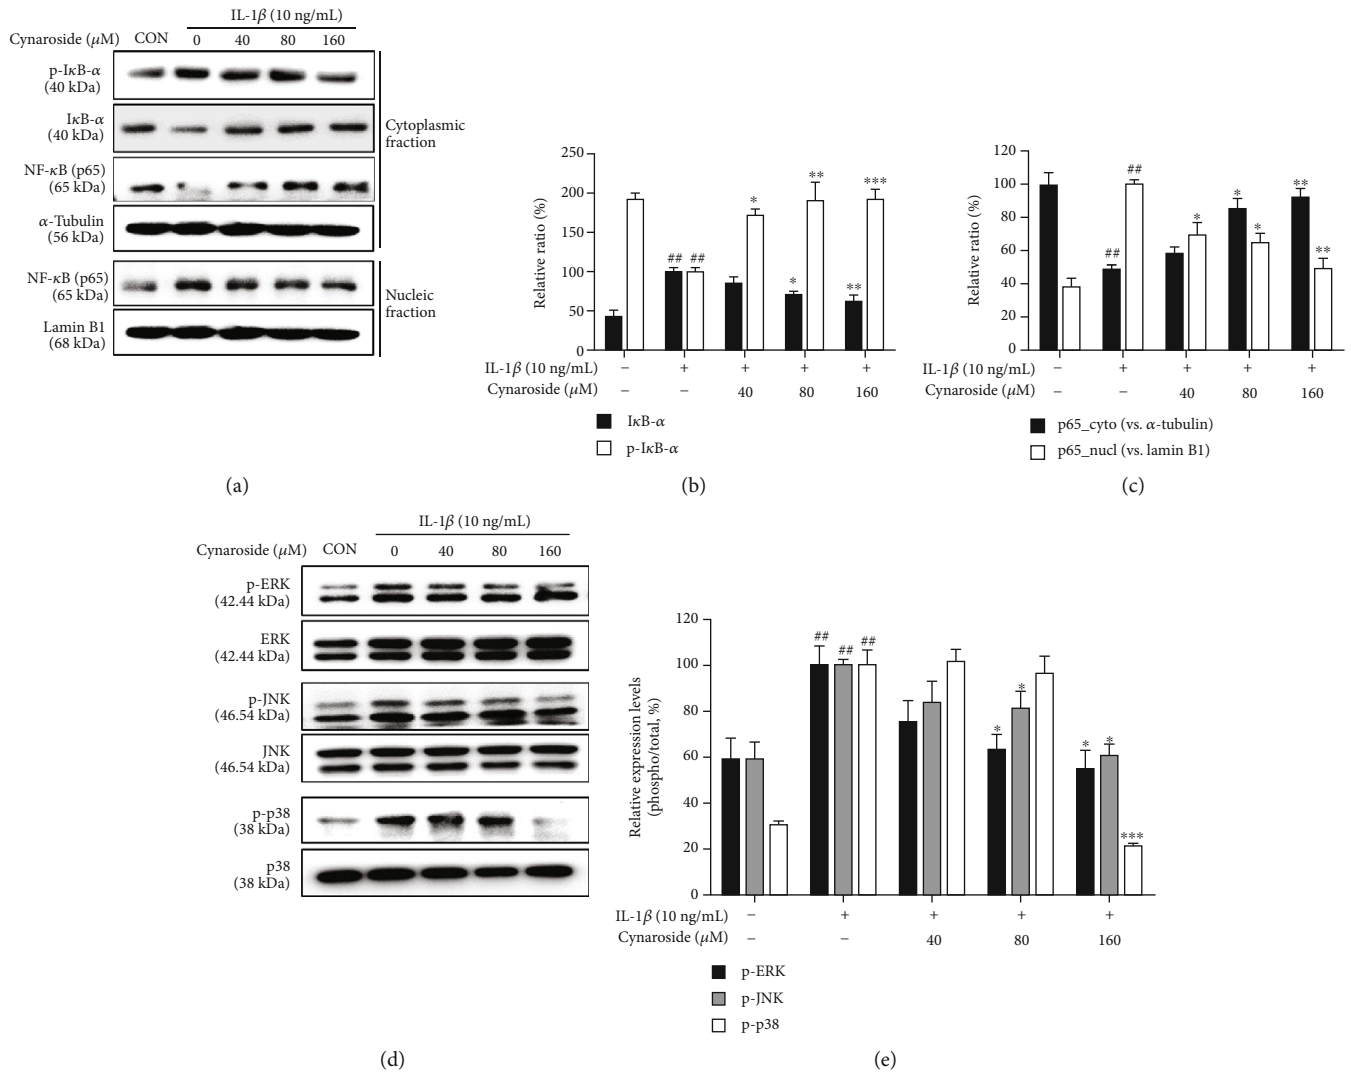 IL-1β (10 ng/mL)
Cynaroside (μM) CON 0 40 80 160
p-IκB-α
(40 kDa)
IκB-α
(40 kDa)
NF-κB (p65)
(65 kDa)
α-Tubulin
(56 kDa)
Cytoplasmic
fraction
NF-κB (p65)
(65 kDa)
Lamin B1
(68 kDa)
Nucleic
fraction
(a)
Relative ratio (%)
250
200
150
100
50
0
## ## * * ** ** ***
IL-1β (10 ng/mL) − + + + +
Cynaroside (μM) − − 40 80 160
IκB-α
p-IκB-α
(b)
Relative ratio (%)
120
100
80
60
40
20
0
## ## * * * ** **
IL-1β (10 ng/mL) − + + + +
Cynaroside (μM) − − 40 80 160
p65_cyto (vs. α-tubulin)
p65_nucl (vs. lamin B1)
(c)
IL-1β (10 ng/mL)
Cynaroside (μM) CON 0 40 80 160
p-ERK
(42.44 kDa)
ERK
(42.44 kDa)
p-JNK
(46.54 kDa)
JNK
(46.54 kDa)
p-p38
(38 kDa)
p38
(38 kDa)
(d)
Relative expression levels
(phospho/total, %)
120
100
80
60
40
20
0
## ## ## * * * * ***
IL-1β (10 ng/mL) − + + + +
Cynaroside (μM) − − 40 80 160
p-ERK
p-JNK
p-p38
(e)